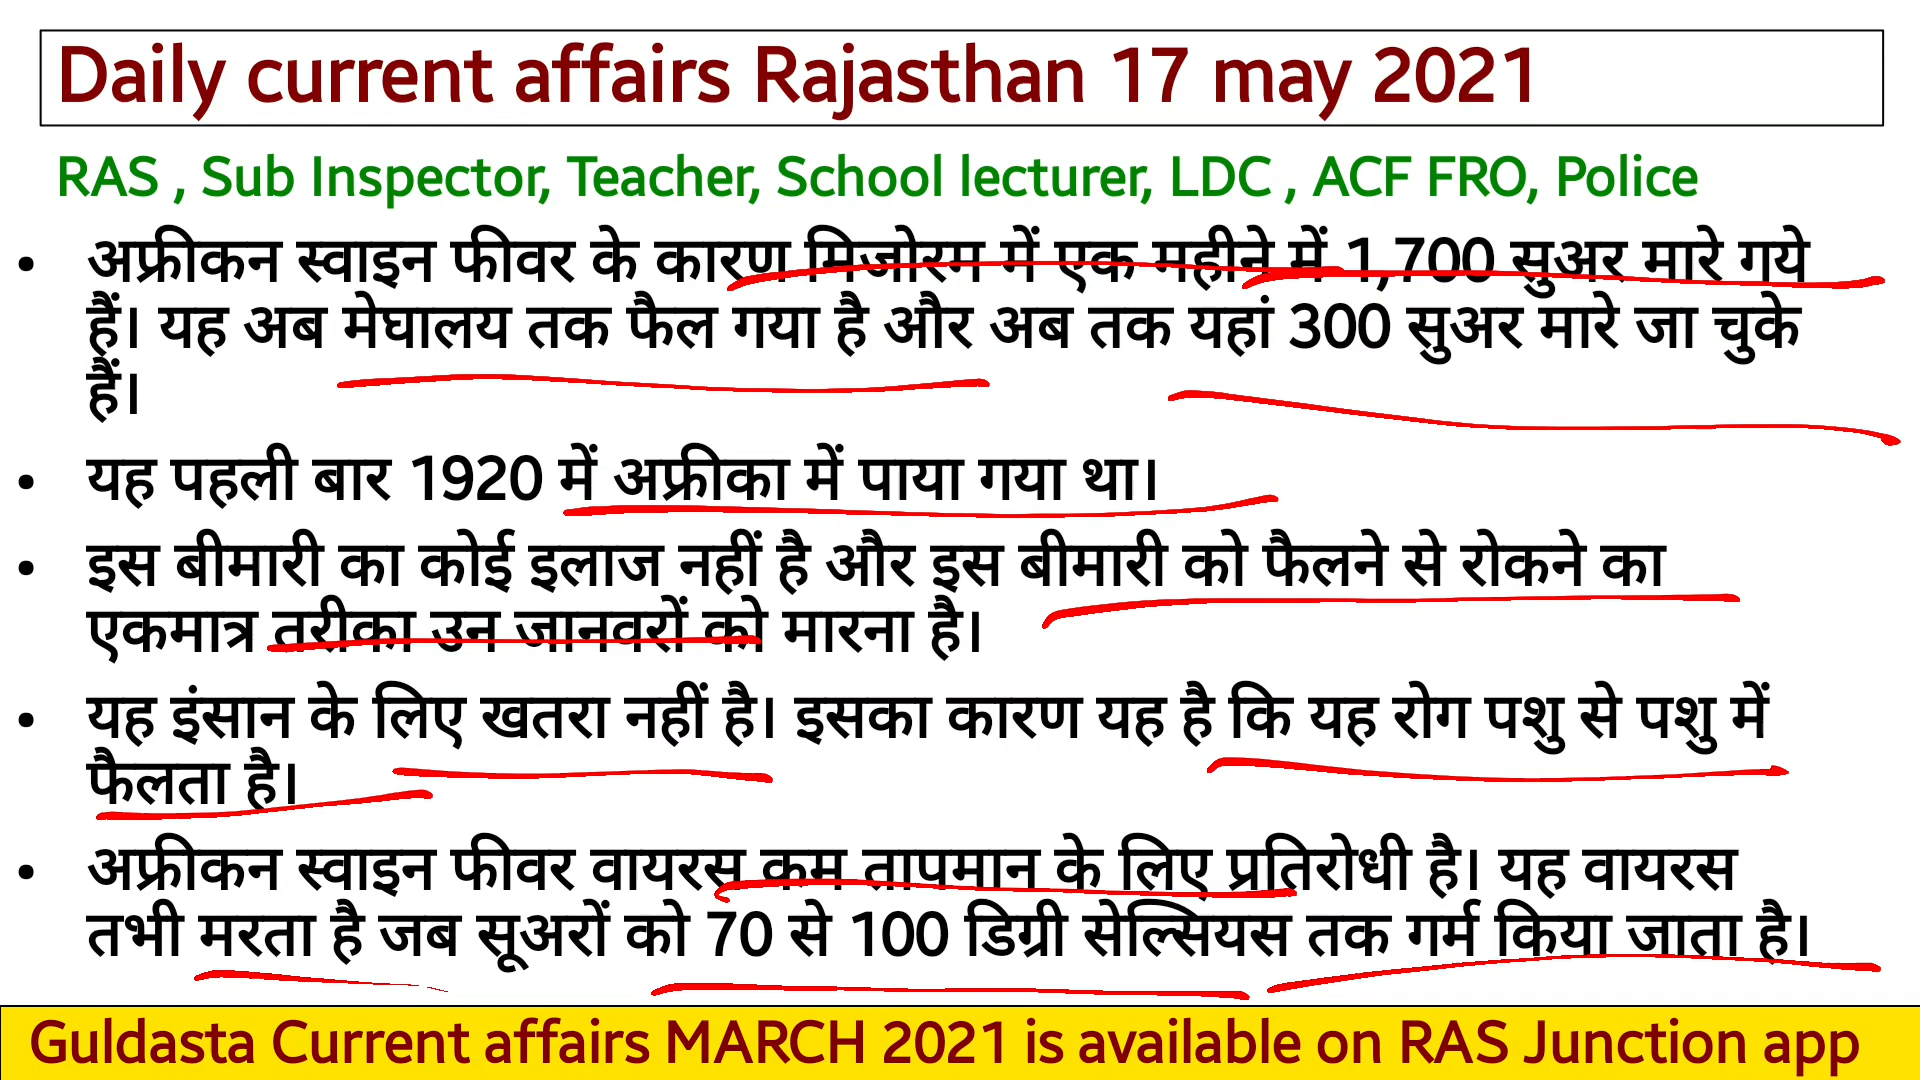 Daily current affairs Rajasthan 17 may 2021
RAS , Sub Inspector, Teacher, School lecturer, LDC , ACF FRO, Police
• अफ्रीकन स्वाइन फीवर के कारण मिजोरम में एक महीने में 1,700 सुअर मारे गये
हैं। यह अब मेघालय तक फैल गया है और अब तक यहां 300 सुअर मारे जा चुके
हैं।
• यह पहली बार 1920 में अफ्रीका में पाया गया था।
• इस बीमारी का कोई इलाज नहीं है और इस बीमारी को फैलने से रोकने का
एकमात्र तरीका उन जानवरों को मारना है।
• यह इंसान के लिए खतरा नहीं है। इसका कारण यह है कि यह रोग पशु से पशु में
फैलता है।
• अफ्रीकन स्वाइन फीवर वायरस कम तापमान के लिए प्रतिरोधी है। यह वायरस
तभी मरता है जब सूअरों को 70 से 100 डिग्री सेल्सियस तक गर्म किया जाता है।
Guldasta Current affairs MARCH 2021 is available on RAS Junction app